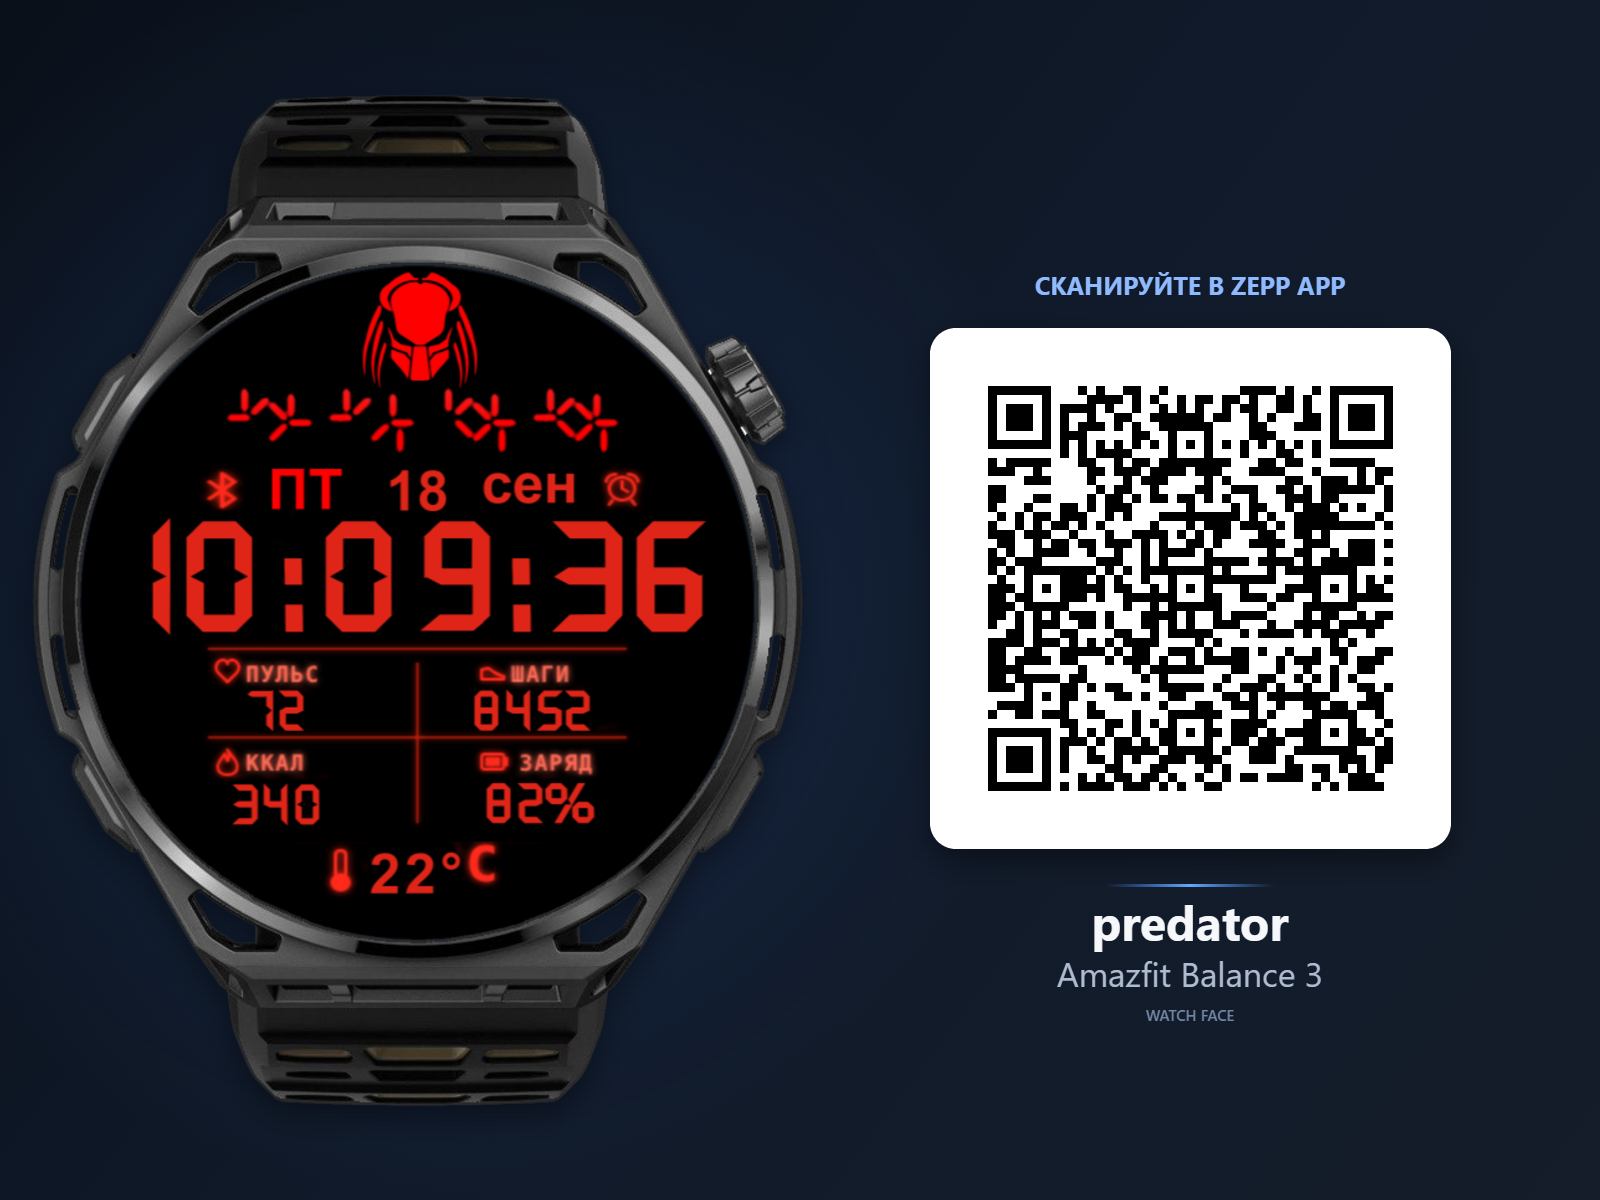 ПТ 18 сен
10:09:36
ПУЛЬС
72
ШАГИ
8452
ККАЛ
340
ЗАРЯД
82%
22°C
СКАНИРУЙТЕ В ZEPP APP
predator
Amazfit Balance 3
WATCH FACE